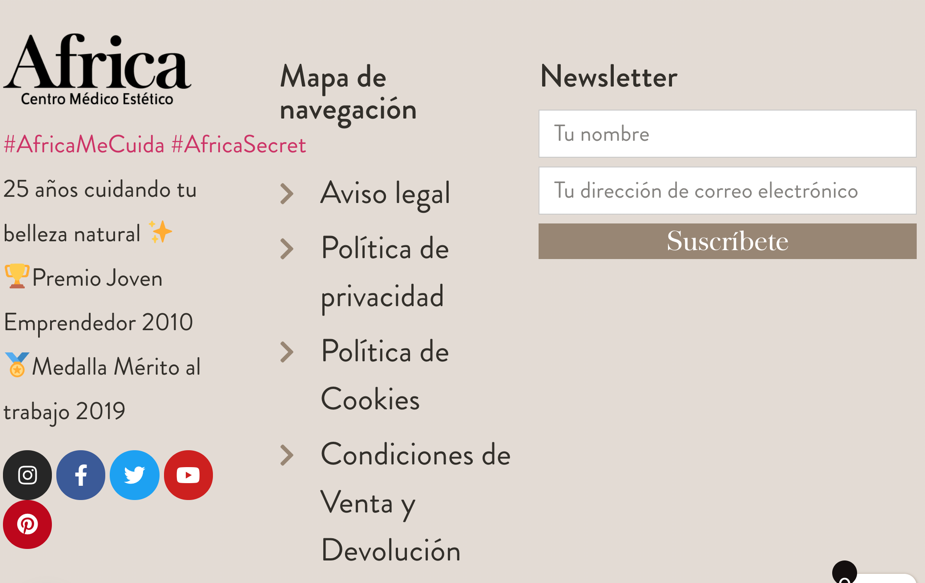 Africa
Centro Médico Estético
#AfricaMeCuida #AfricaSecret
25 años cuidando tu
belleza natural ✨
🏆Premio Joven
Emprendedor 2010
🏅Medalla Mérito al
trabajo 2019
Mapa de
navegación
Aviso legal
Política de
privacidad
Política de
Cookies
Condiciones de
Venta y
Devolución
Newsletter
Tu nombre
Tu dirección de correo electrónico
Suscríbete